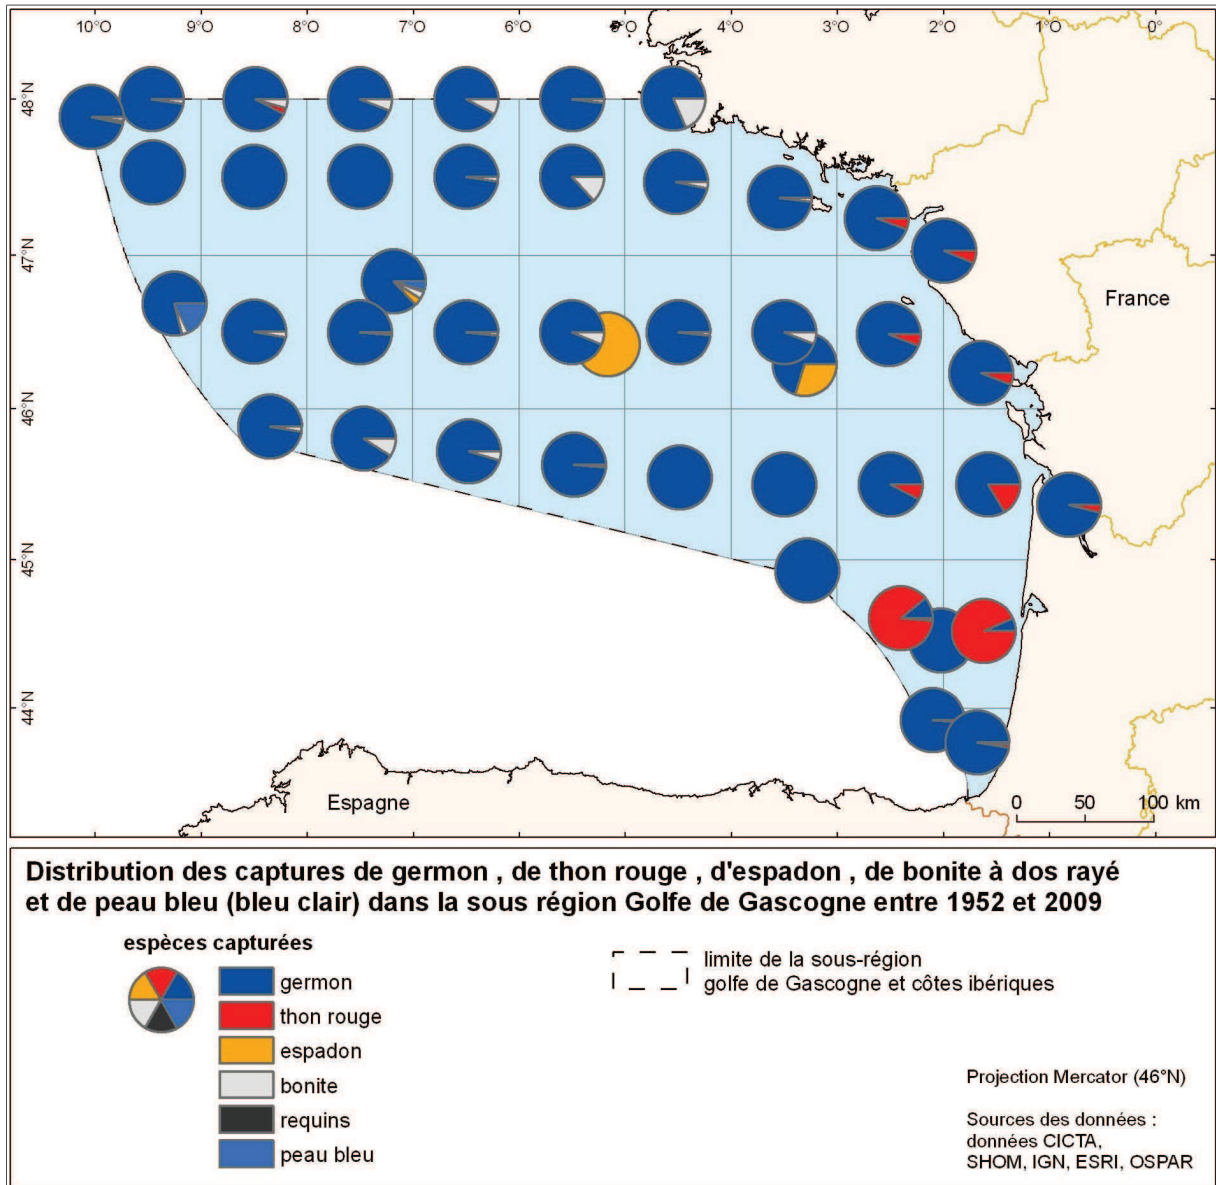 10°O 9°O 8°O 7°O 6°O 5°O 4°O 3°O 2°O 1°O 0°
48°N
47°N
France
46°N
45°N
44°N
Espagne
0 50 100 km
Distribution des captures de germon , de thon rouge , d'espadon , de bonite à dos rayé
et de peau bleu (bleu clair) dans la sous région Golfe de Gascogne entre 1952 et 2009
espèces capturées
germon
thon rouge
espadon
bonite
requins
peau bleu
limite de la sous-région
golfe de Gascogne et côtes ibériques
Projection Mercator (46°N)
Sources des données :
données CICTA,
SHOM, IGN, ESRI, OSPAR